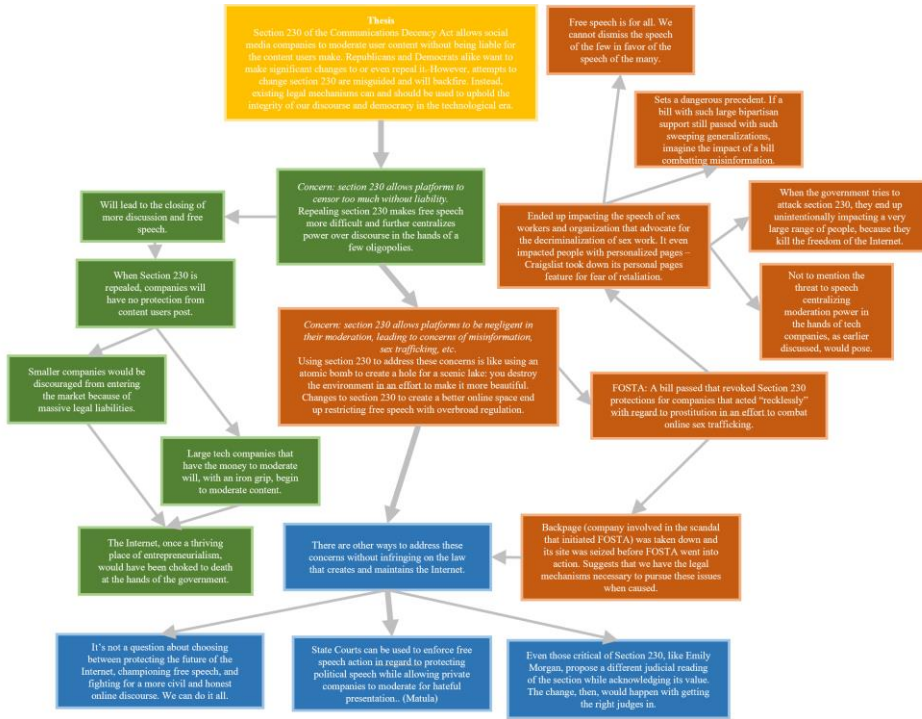 Thesis
Section 230 of the Communications Decency Act allows social
media companies to moderate user content without being liable for
the content users make. Republicans and Democrats alike want to
make significant changes to or even repeal it. However, attempts to
change section 230 are misguided and will backfire. Instead,
existing legal mechanisms can and should be used to uphold the
integrity of our discourse and democracy in the technological era.
Free speech is for all. We
cannot dismiss the speech
of the few in favor of the
speech of the many.
Sets a dangerous precedent. If a
bill with such large bipartisan
support still passed with such
sweeping generalizations,
imagine the impact of a bill
combatting misinformation.
Concern: section 230 allows platforms to
censor too much without liability.
Repealing section 230 makes free speech
more difficult and further centralizes
power over discourse in the hands of a
few oligopolies.
Will lead to the closing of
more discussion and free
speech.
Ended up impacting the speech of sex
workers and organization that advocate for
the decriminalization of sex work. It even
impacted people with personalized pages –
Craigslist took down its personal pages
feature for fear of retaliation.
When the government tries to
attack section 230, they end up
unintentionally impacting a very
large range of people, because they
kill the freedom of the Internet.
When Section 230 is
repealed, companies will
have no protection from
content users post.
Not to mention the
threat to speech
centralizing
moderation power in
the hands of tech
companies, as earlier
discussed, would pose.
Concern: section 230 allows platforms to be negligent in
their moderation, leading to concerns of misinformation,
sex trafficking, etc.
Using section 230 to address these concerns is like using an
atomic bomb to create a hole for a scenic lake: you destroy
the environment in an effort to make it more beautiful.
Changes to section 230 to create a better online space end
up restricting free speech with overbroad regulation.
Smaller companies would be
discouraged from entering
the market because of
massive legal liabilities.
FOSTA: A bill passed that revoked Section 230
protections for companies that acted “recklessly”
with regard to prostitution in an effort to combat
online sex trafficking.
Large tech companies that
have the money to moderate
will, with an iron grip, begin
to moderate content.
The Internet, once a thriving
place of entrepreneurialism,
would have been choked to death
at the hands of the government.
There are other ways to address these
concerns without infringing on the law
that creates and maintains the Internet.
Backpage (company involved in the scandal
that initiated FOSTA) was taken down and
its site was seized before FOSTA went into
action. Suggests that we have the legal
mechanisms necessary to pursue these issues
when caused.
It’s not a question about choosing
between protecting the future of the
Internet, championing free speech, and
fighting for a more civil and honest
online discourse. We can do it all.
State Courts can be used to enforce free
speech action in regard to protecting
political speech while allowing private
companies to moderate for hateful
presentation.. (Matula)
Even those critical of Section 230, like Emily
Morgan, propose a different judicial reading
of the section while acknowledging its value.
The change, then, would happen with getting
the right judges in.